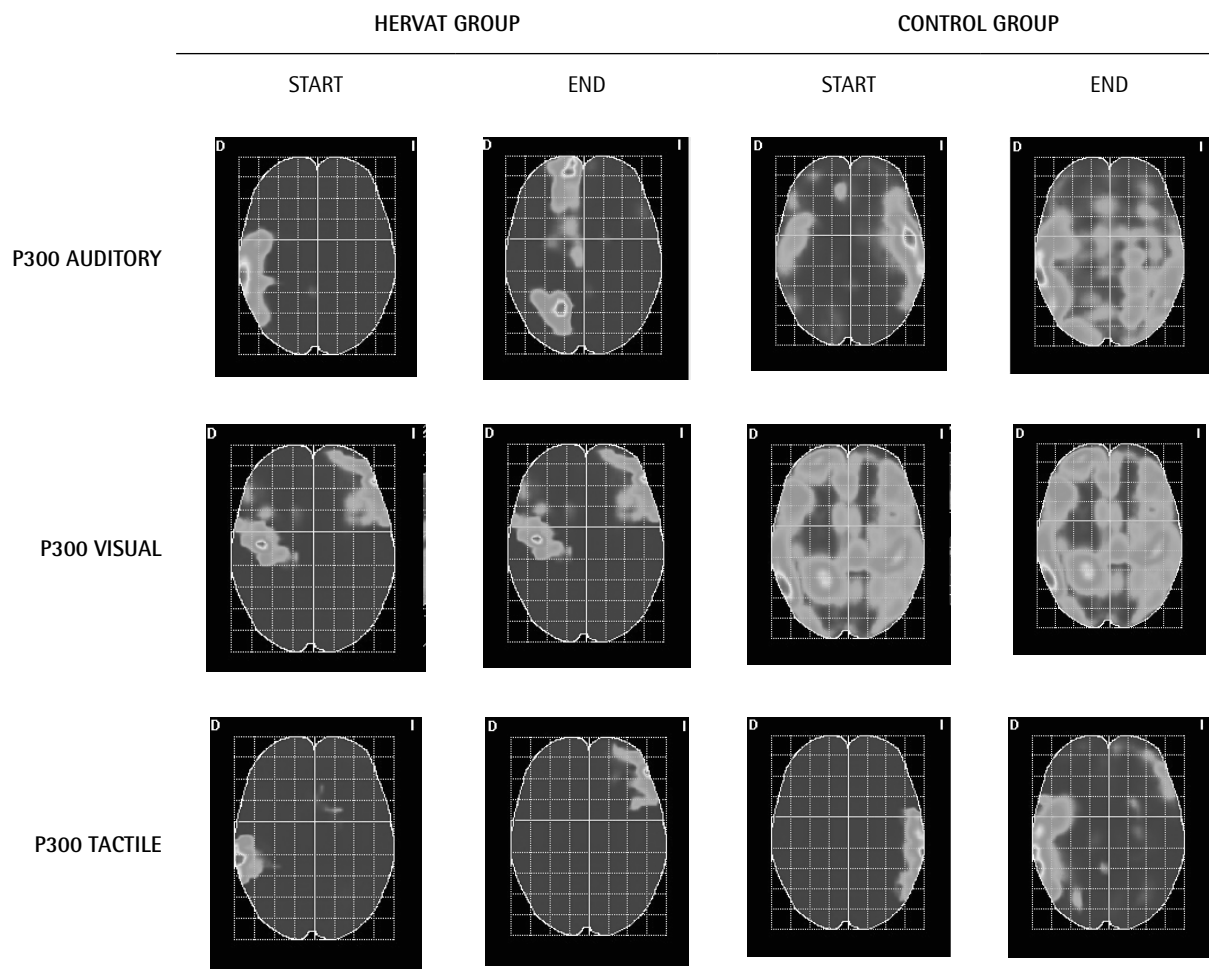 HERVAT GROUP CONTROL GROUP
START END START END
D I D I D I D I
P300 AUDITORY
D I D I D I D I
P300 VISUAL
D I D I D I D I
P300 TACTILE